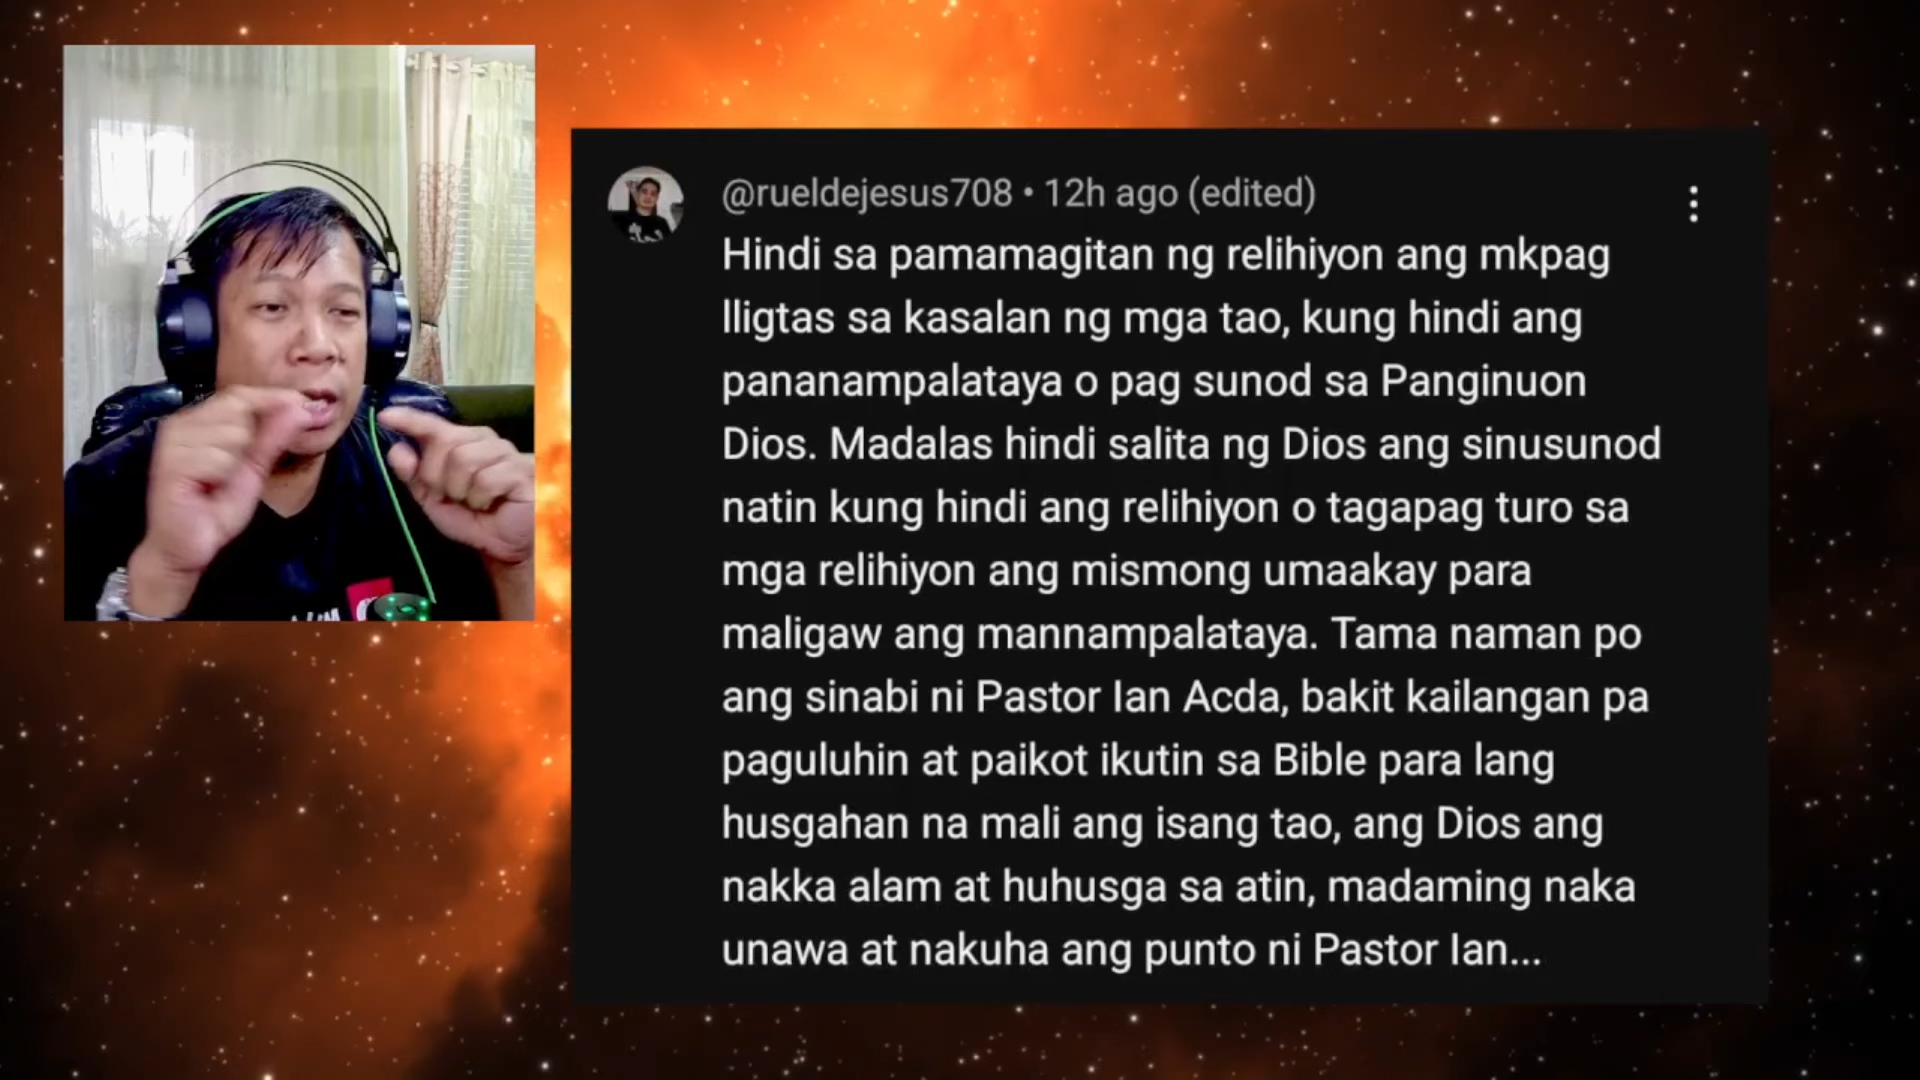 @rueldejesus708 • 12h ago (edited)
Hindi sa pamamagitan ng relihiyon ang mkpag
lligtas sa kasalan ng mga tao, kung hindi ang
pananampalataya o pag sunod sa Panginuon
Dios. Madalas hindi salita ng Dios ang sinusunod
natin kung hindi ang relihiyon o tagapag turo sa
mga relihiyon ang mismong umaakay para
maligaw ang mannampalataya. Tama naman po
ang sinabi ni Pastor Ian Acda, bakit kailangan pa
paguluhin at paikot ikutin sa Bible para lang
husgahan na mali ang isang tao, ang Dios ang
nakka alam at huhusga sa atin, madaming naka
unawa at nakuha ang punto ni Pastor Ian...